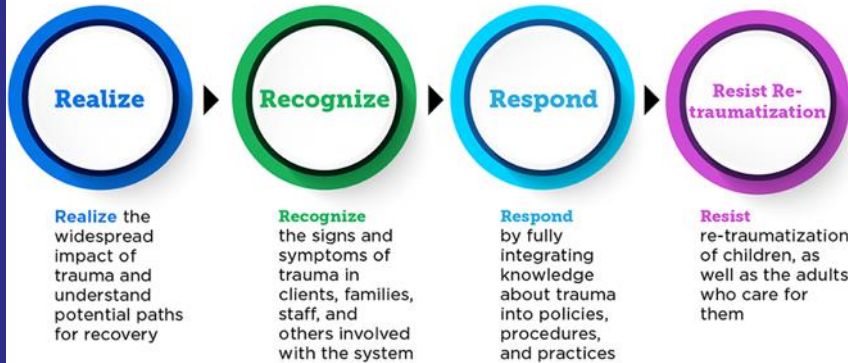 Realize
Recognize
Respond
Resist Re-
traumatization
Realize the
widespread
impact of
trauma and
understand
potential paths
for recovery
Recognize
the signs and
symptoms of
trauma in
clients, families,
staff, and
others involved
with the system
Respond
by fully
integrating
knowledge
about trauma
into policies,
procedures,
and practices
Resist
re-traumatization
of children, as
well as the adults
who care for
them